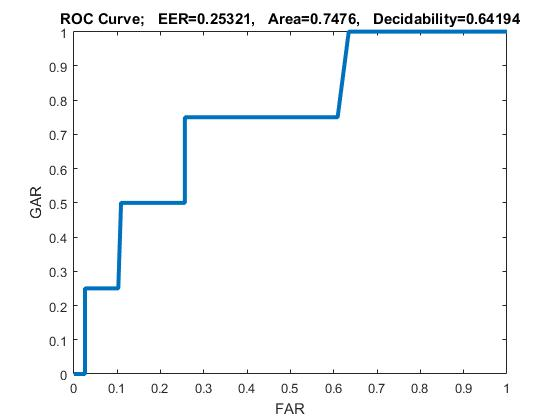 ROC Curve; EER=0.25321, Area=0.7476, Decidability=0.64194
1
0.9
0.8
0.7
0.6
0.5
0.4
0.3
0.2
0.1
0
GAR
0 0.1 0.2 0.3 0.4 0.5 0.6 0.7 0.8 0.9 1
FAR